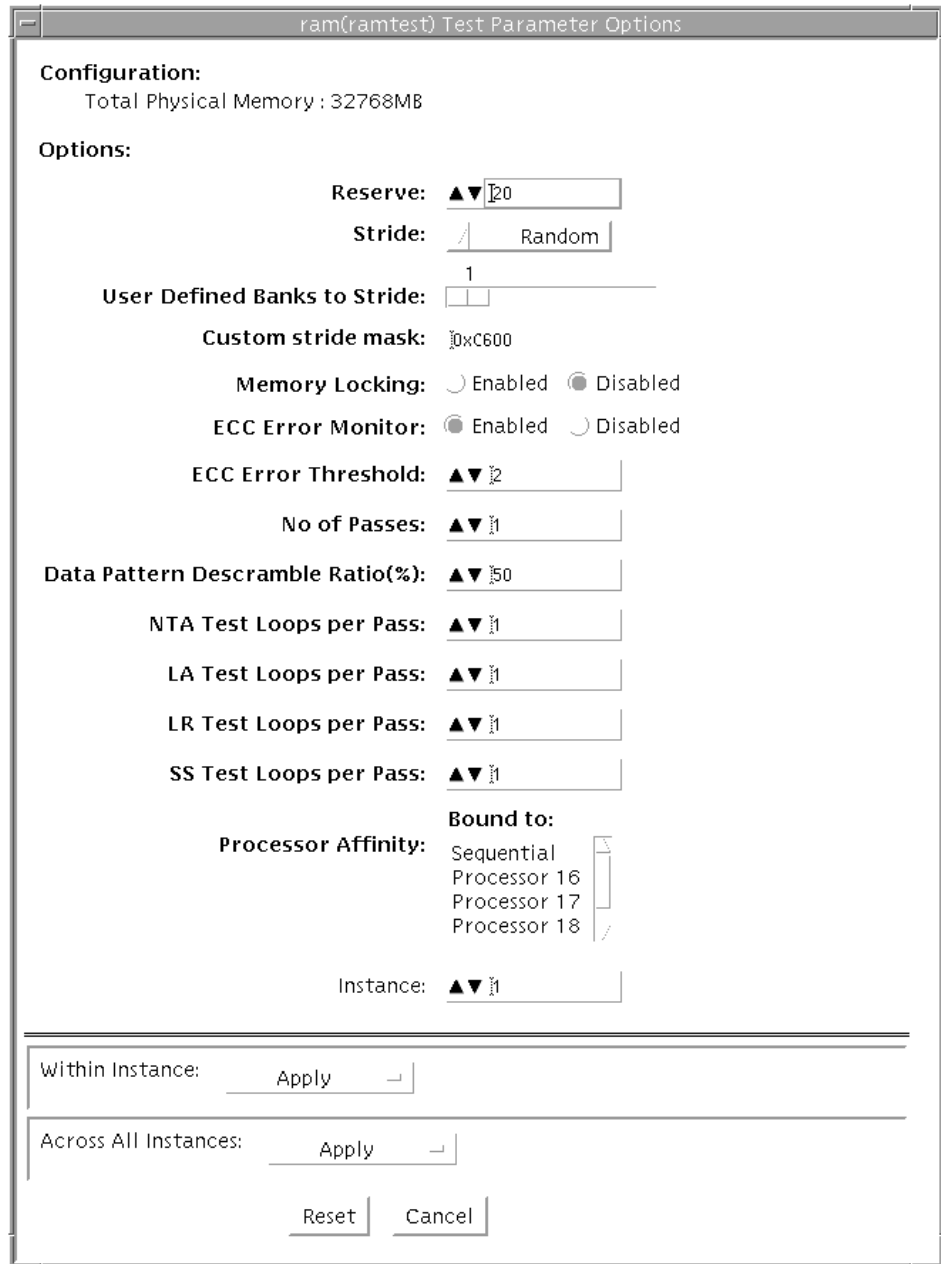 ram(ramtest) Test Parameter Options
Configuration:
Total Physical Memory : 32768MB
Options:
Reserve: 20
Stride: Random
1
User Defined Banks to Stride:
Custom stride mask: 0xC600
Memory Locking: Enabled Disabled
ECC Error Monitor: Enabled Disabled
ECC Error Threshold: 2
No of Passes: 1
Data Pattern Descramble Ratio(%): 50
NTA Test Loops per Pass: 1
LA Test Loops per Pass: 1
LR Test Loops per Pass: 1
SS Test Loops per Pass: 1
Bound to:
Processor Affinity:
Sequential
Processor 16
Processor 17
Processor 18
Instance: 1
Within Instance: Apply
Across All Instances: Apply
Reset Cancel